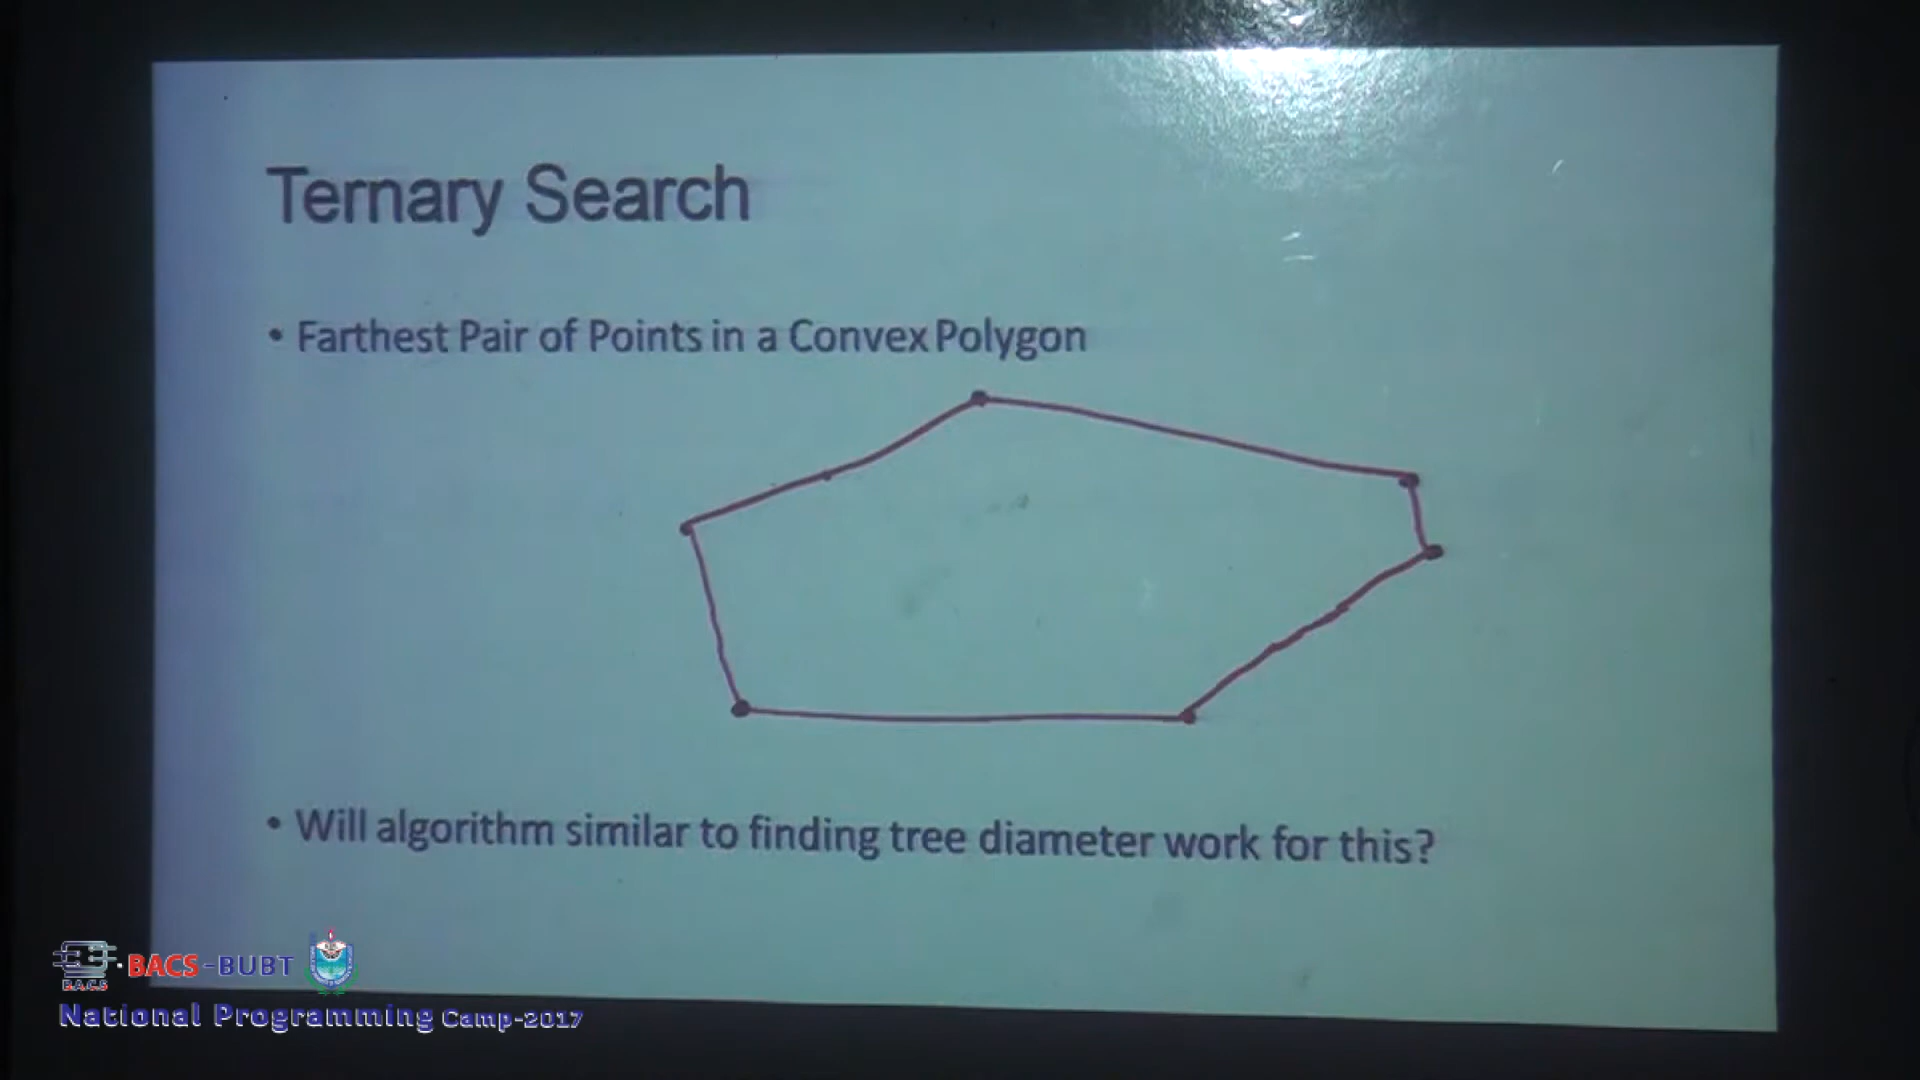 Ternary Search
• Farthest Pair of Points in a Convex Polygon
• Will algorithm similar to finding tree diameter work for this?
B.A.C.S
BACS-BUBT
National Programming Camp-2017